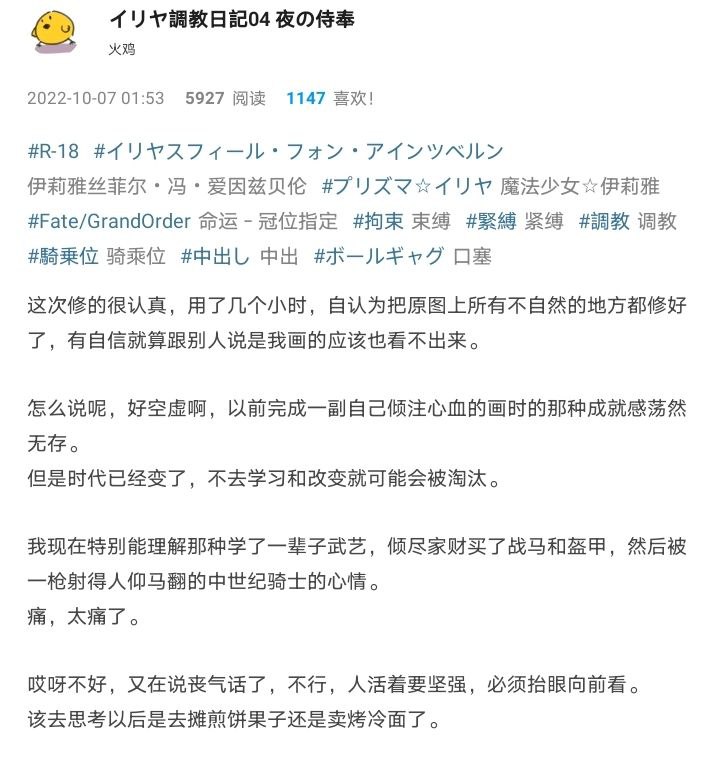 イリヤ調教日記04 夜の侍奉
火鸡
2022-10-07 01:53 5927 阅读 1147 喜欢！
#R-18 #イリヤスフィール・フォン・アインツベルン
伊莉雅丝菲尔・冯・爱因兹贝伦 #プリズマ☆イリヤ 魔法少女☆伊莉雅
#Fate/GrandOrder 命运－冠位指定 #拘束 束缚 #緊縛 紧缚 #調教 调教
#騎乗位 骑乘位 #中出し 中出 #ボールギャグ 口塞
这次修的很认真，用了几个小时，自认为把原图上所有不自然的地方都修好
了，有自信就算跟别人说是我画的应该也看不出来。
怎么说呢，好空虚啊，以前完成一副自己倾注心血的画时的那种成就感荡然
无存。
但是时代已经变了，不去学习和改变就可能会被淘汰。
我现在特别能理解那种学了一辈子武艺，倾尽家财买了战马和盔甲，然后被
一枪射得人仰马翻的中世纪骑士的心情。
痛，太痛了。
哎呀不好，又在说丧气话了，不行，人活着要坚强，必须抬眼向前看。
该去思考以后是去摊煎饼果子还是卖烤冷面了。